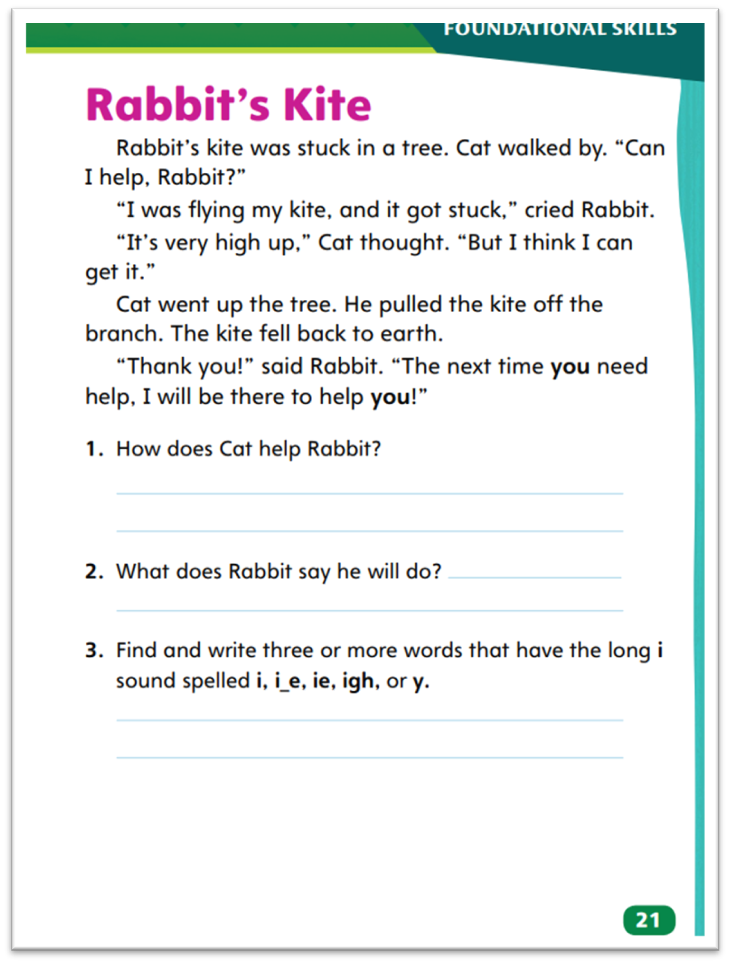 FOUNDATIONAL SKILLS
Rabbit’s Kite
Rabbit’s kite was stuck in a tree. Cat walked by. “Can
I help, Rabbit?”
“I was flying my kite, and it got stuck,” cried Rabbit.
“It’s very high up,” Cat thought. “But I think I can
get it.”
Cat went up the tree. He pulled the kite off the
branch. The kite fell back to earth.
“Thank you!” said Rabbit. “The next time you need
help, I will be there to help you!”
1. How does Cat help Rabbit?
2. What does Rabbit say he will do?
3. Find and write three or more words that have the long i
sound spelled i, i_e, ie, igh, or y.
21